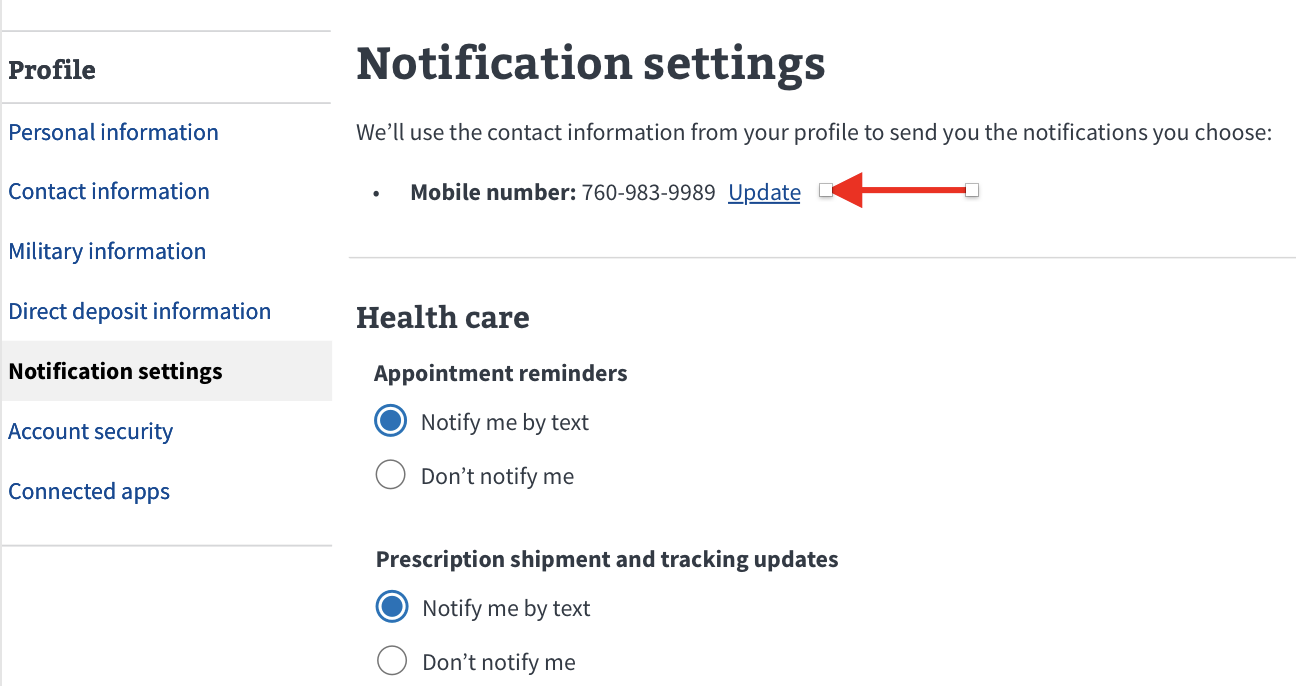 Profile
Personal information
Contact information
Military information
Direct deposit information
Notification settings
Account security
Connected apps
Notification settings
We’ll use the contact information from your profile to send you the notifications you choose:
• Mobile number: 760-983-9989 Update
Health care
Appointment reminders
Notify me by text
Don’t notify me
Prescription shipment and tracking updates
Notify me by text
Don’t notify me